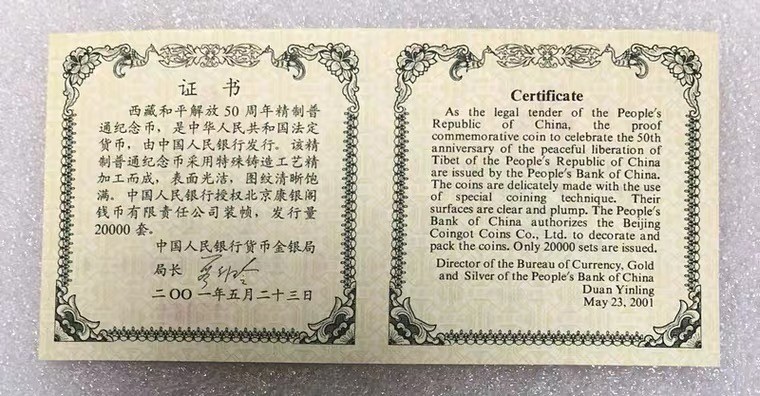 证书
西藏和平解放50周年精制普
通纪念币，是中华人民共和国法定
货币，由中国人民银行发行。该精
制普通纪念币采用特殊铸造工艺精
加工而成，表面光洁，图纹清晰饱
满。中国人民银行授权北京康银阁
钱币有限责任公司装帧，发行量
20000套。
中国人民银行货币金银局
局长
二〇〇一年五月二十三日
Certificate
As the legal tender of the People's
Republic of China, the proof
commemorative coin to celebrate the 50th
anniversary of the peaceful liberation of
Tibet of the People's Republic of China
are issued by the People's Bank of China.
The coins are delicately made with the use
of special coining technique. Their
surfaces are clear and plump. The People's
Bank of China authorizes the Beijing
Coingot Coins Co., Ltd. to decorate and
pack the coins. Only 20000 sets are issued.
Director of the Bureau of Currency, Gold
and Silver of the People's Bank of China
Duan Yinling
May 23, 2001